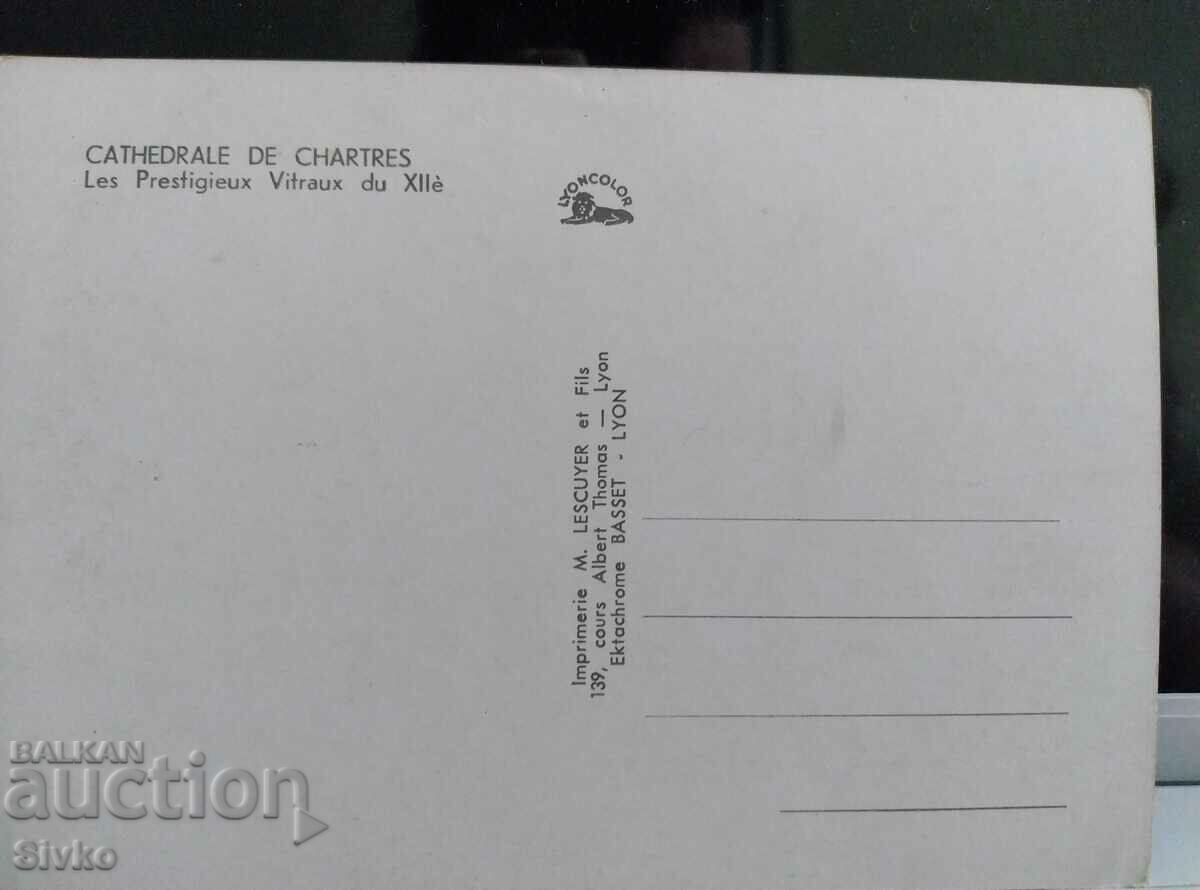 CATHEDRALE DE CHARTRES
Les Prestigieux Vitraux du XIIè
LYONCOLOR
Imprimerie M. LESCUYER et Fils
139, cours Albert Thomas — Lyon
Ektachrome BASSET - LYON
BALKAN
auction
Sivko